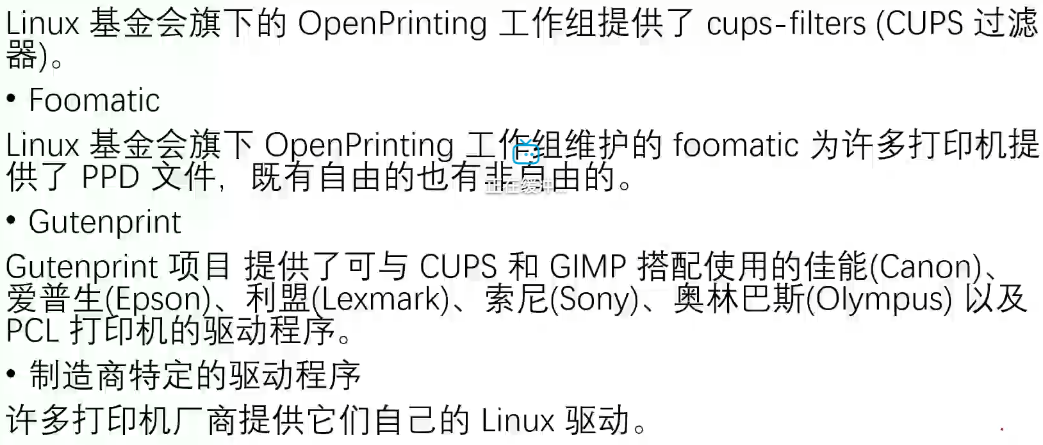 Linux 基金会旗下的 OpenPrinting 工作组提供了 cups-filters (CUPS 过滤
器)。
• Foomatic
Linux 基金会旗下 OpenPrinting 工作组维护的 foomatic 为许多打印机提
供了 PPD 文件，既有自由的也有非自由的。
正在缓冲...
• Gutenprint
Gutenprint 项目 提供了可与 CUPS 和 GIMP 搭配使用的佳能(Canon)、
爱普生(Epson)、利盟(Lexmark)、索尼(Sony)、奥林巴斯(Olympus) 以及
PCL 打印机的驱动程序。
• 制造商特定的驱动程序
许多打印机厂商提供它们自己的 Linux 驱动。